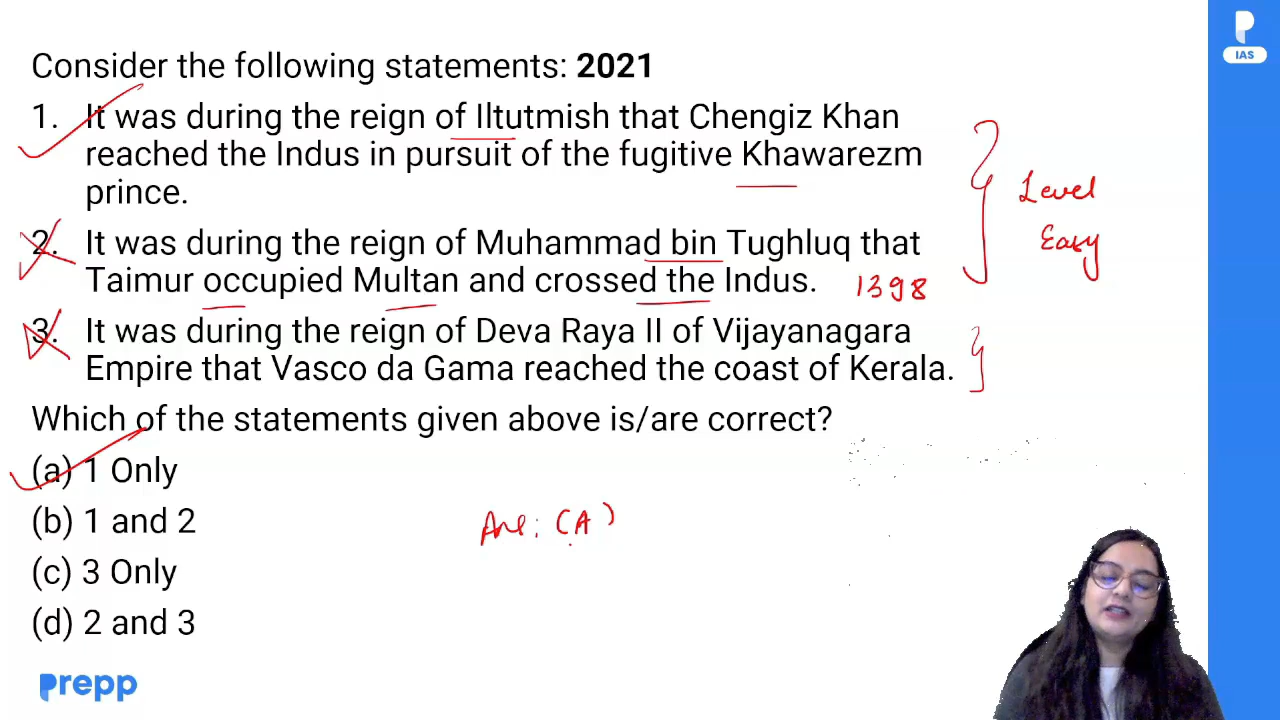 Consider the following statements: 2021
1. It was during the reign of Iltutmish that Chengiz Khan
reached the Indus in pursuit of the fugitive Khawarezm
prince.
2. It was during the reign of Muhammad bin Tughluq that
Taimur occupied Multan and crossed the Indus. 1398
3. It was during the reign of Deva Raya II of Vijayanagara
Empire that Vasco da Gama reached the coast of Kerala.
Level
Easy
Which of the statements given above is/are correct?
(a) 1 Only
(b) 1 and 2
Ans: (A)
(c) 3 Only
(d) 2 and 3
prepp
IAS